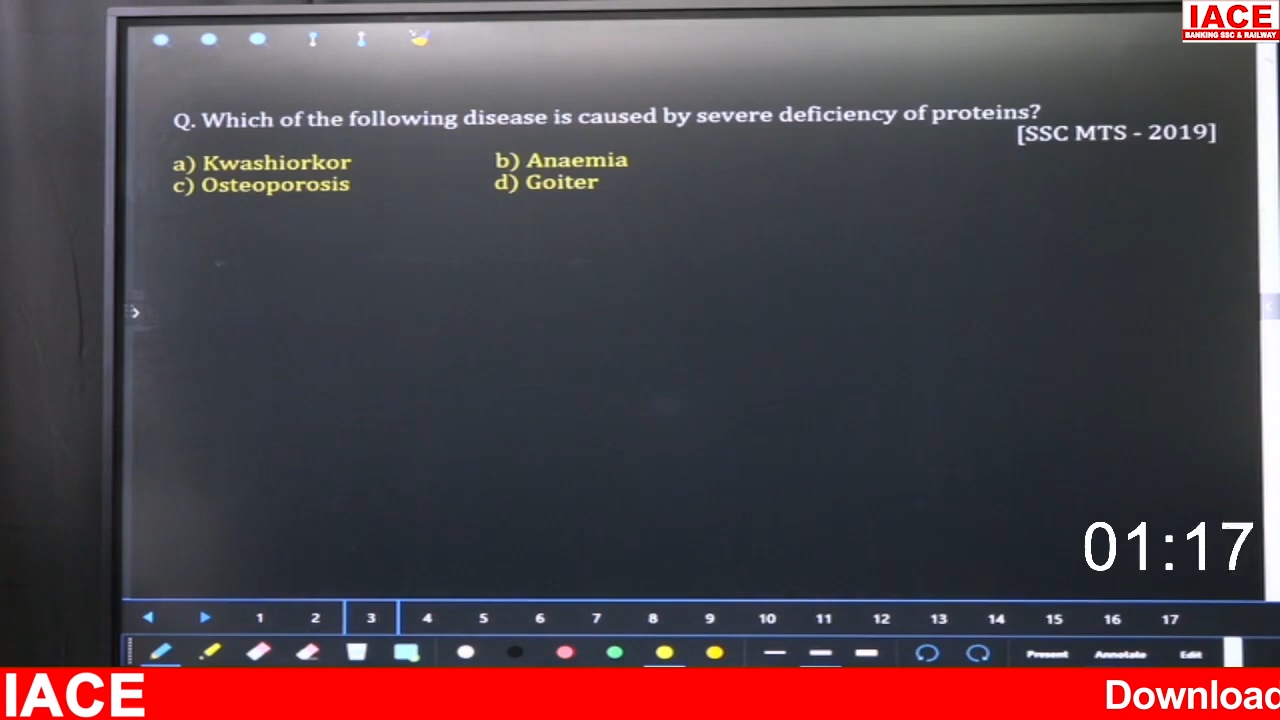 IACE
BANKING SSC & RAILWAY
Q. Which of the following disease is caused by severe deficiency of proteins?
[SSC MTS - 2019]
a) Kwashiorkor b) Anaemia
c) Osteoporosis d) Goiter
01:17
1 2 3 4 5 6 7 8 9 10 11 12 13 14 15 16 17
Present Annotate Edit
IACE Download